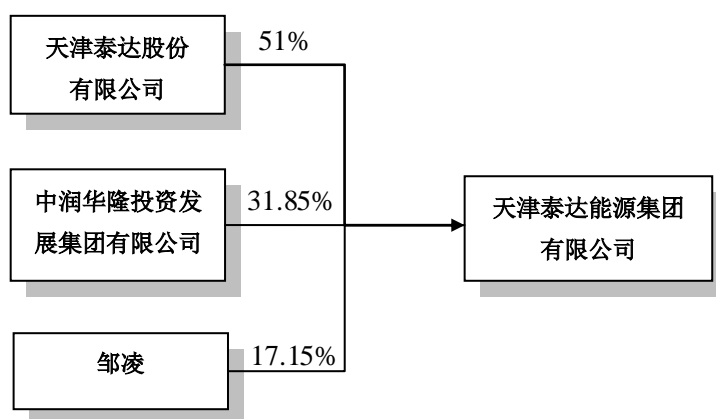 天津泰达股份
有限公司
51%
中润华隆投资发
展集团有限公司
31.85%
天津泰达能源集团
有限公司
邹凌
17.15%